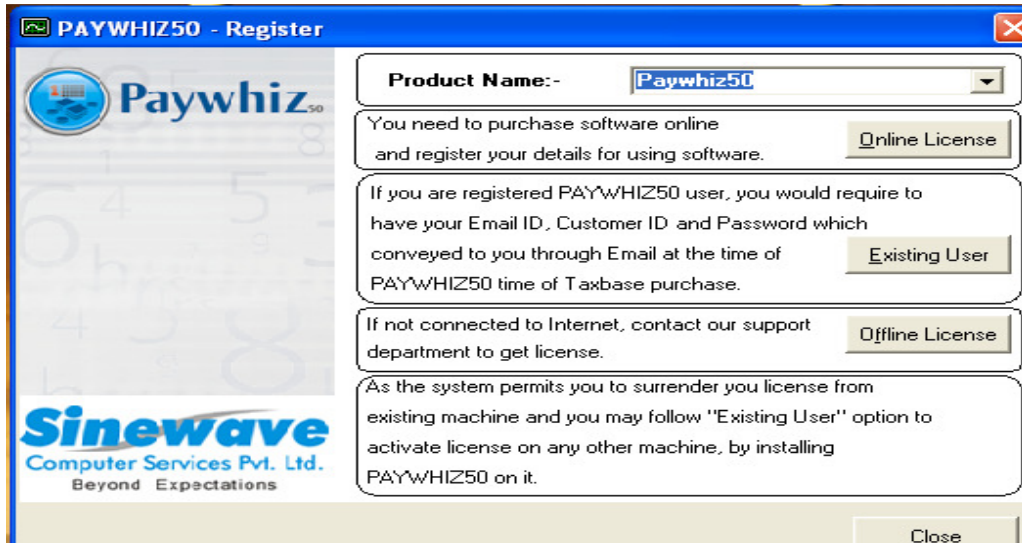 PAYWHIZ50 - Register
Paywhiz50
Product Name:-
Paywhiz50
You need to purchase software online
and register your details for using software.
Online License
If you are registered PAYWHIZ50 user, you would require to
have your Email ID, Customer ID and Password which
conveyed to you through Email at the time of
PAYWHIZ50 time of Taxbase purchase.
Existing User
If not connected to Internet, contact our support
department to get license.
Offline License
As the system permits you to surrender you license from
existing machine and you may follow "Existing User" option to
activate license on any other machine, by installing
PAYWHIZ50 on it.
Sinewave
Computer Services Pvt. Ltd.
Beyond Expectations
Close